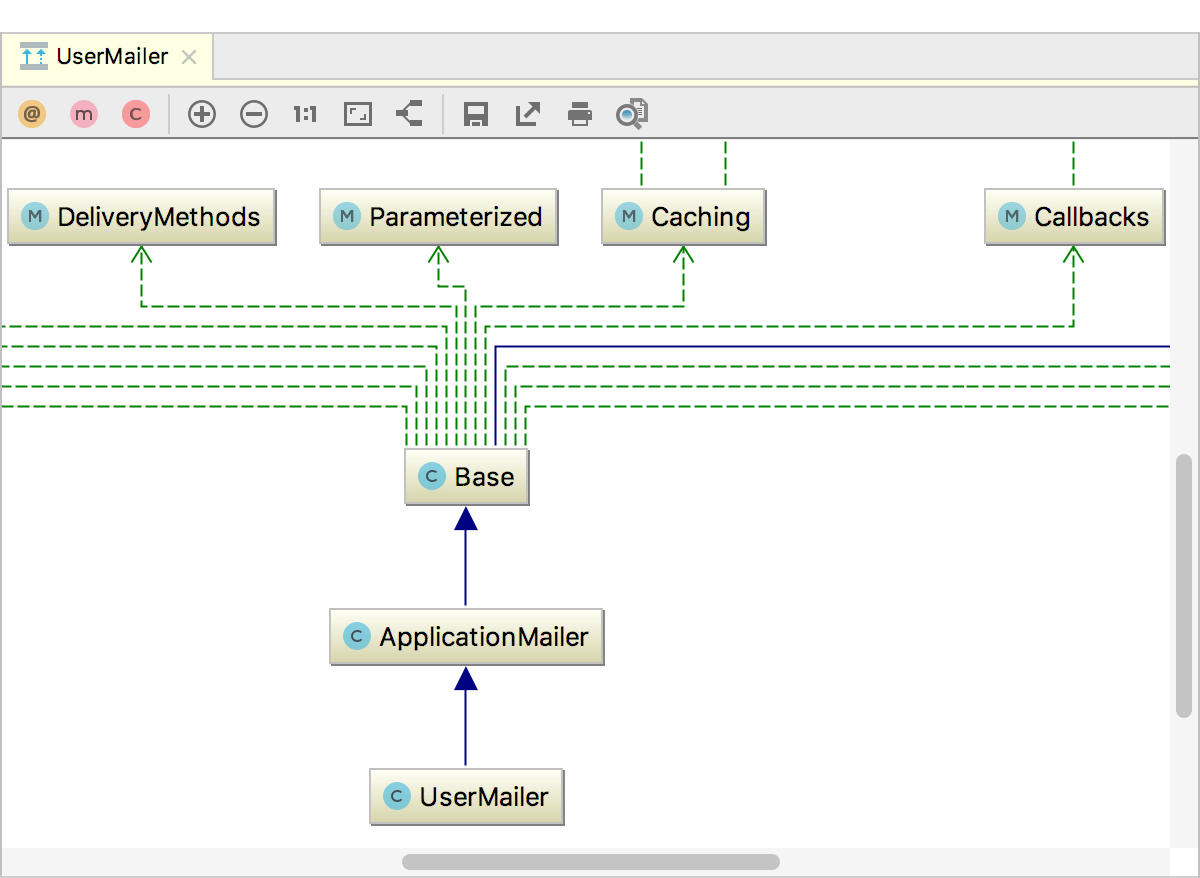 UserMailer
@ m C 1:1
M DeliveryMethods M Parameterized M Caching M Callbacks
C Base
C ApplicationMailer
C UserMailer